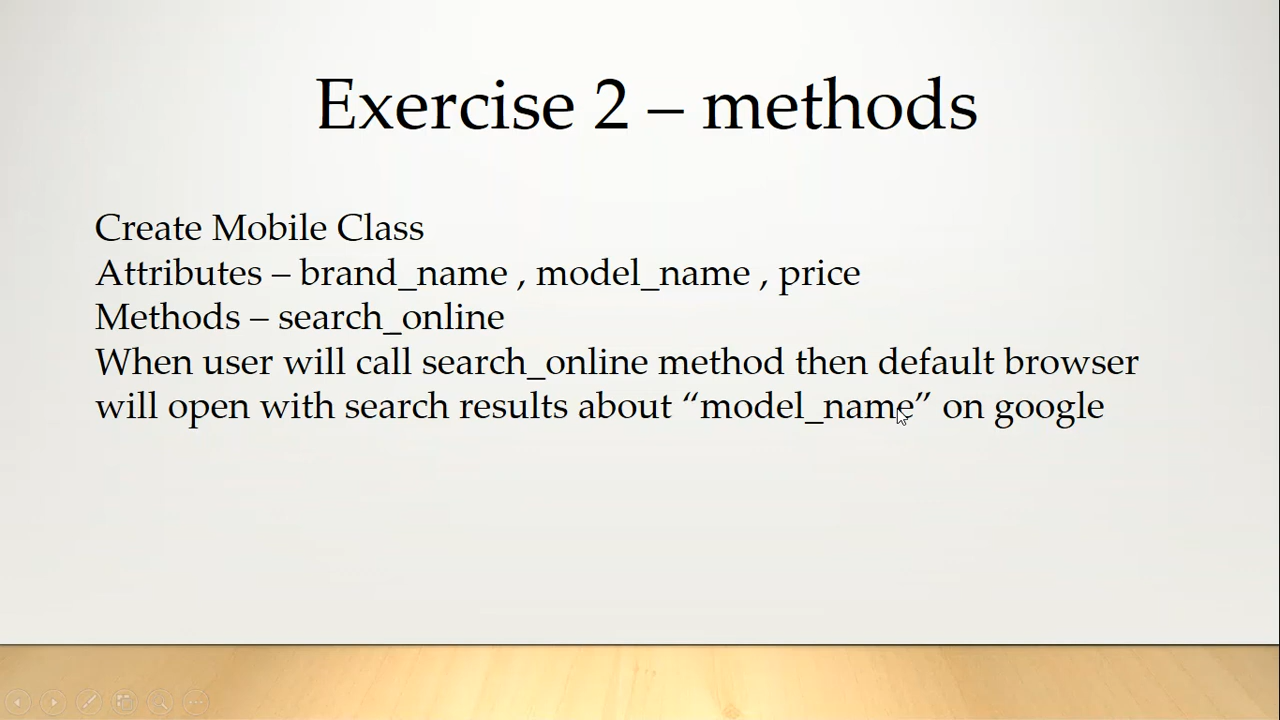 Exercise 2 – methods
Create Mobile Class
Attributes – brand_name , model_name , price
Methods – search_online
When user will call search_online method then default browser
will open with search results about “model_name” on google